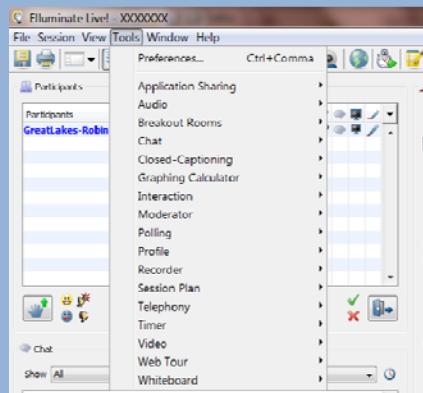 Elluminate Live! - XXXXXXX
File Session View Tools Window Help
Preferences... Ctrl+Comma
Participants
Application Sharing
Audio
Participants
Breakout Rooms
GreatLakes-Robin
Chat
Closed-Captioning
Graphing Calculator
Interaction
Moderator
Polling
Profile
Recorder
Session Plan
Telephony
Timer
Chat
Video
Web Tour
Show All
Whiteboard